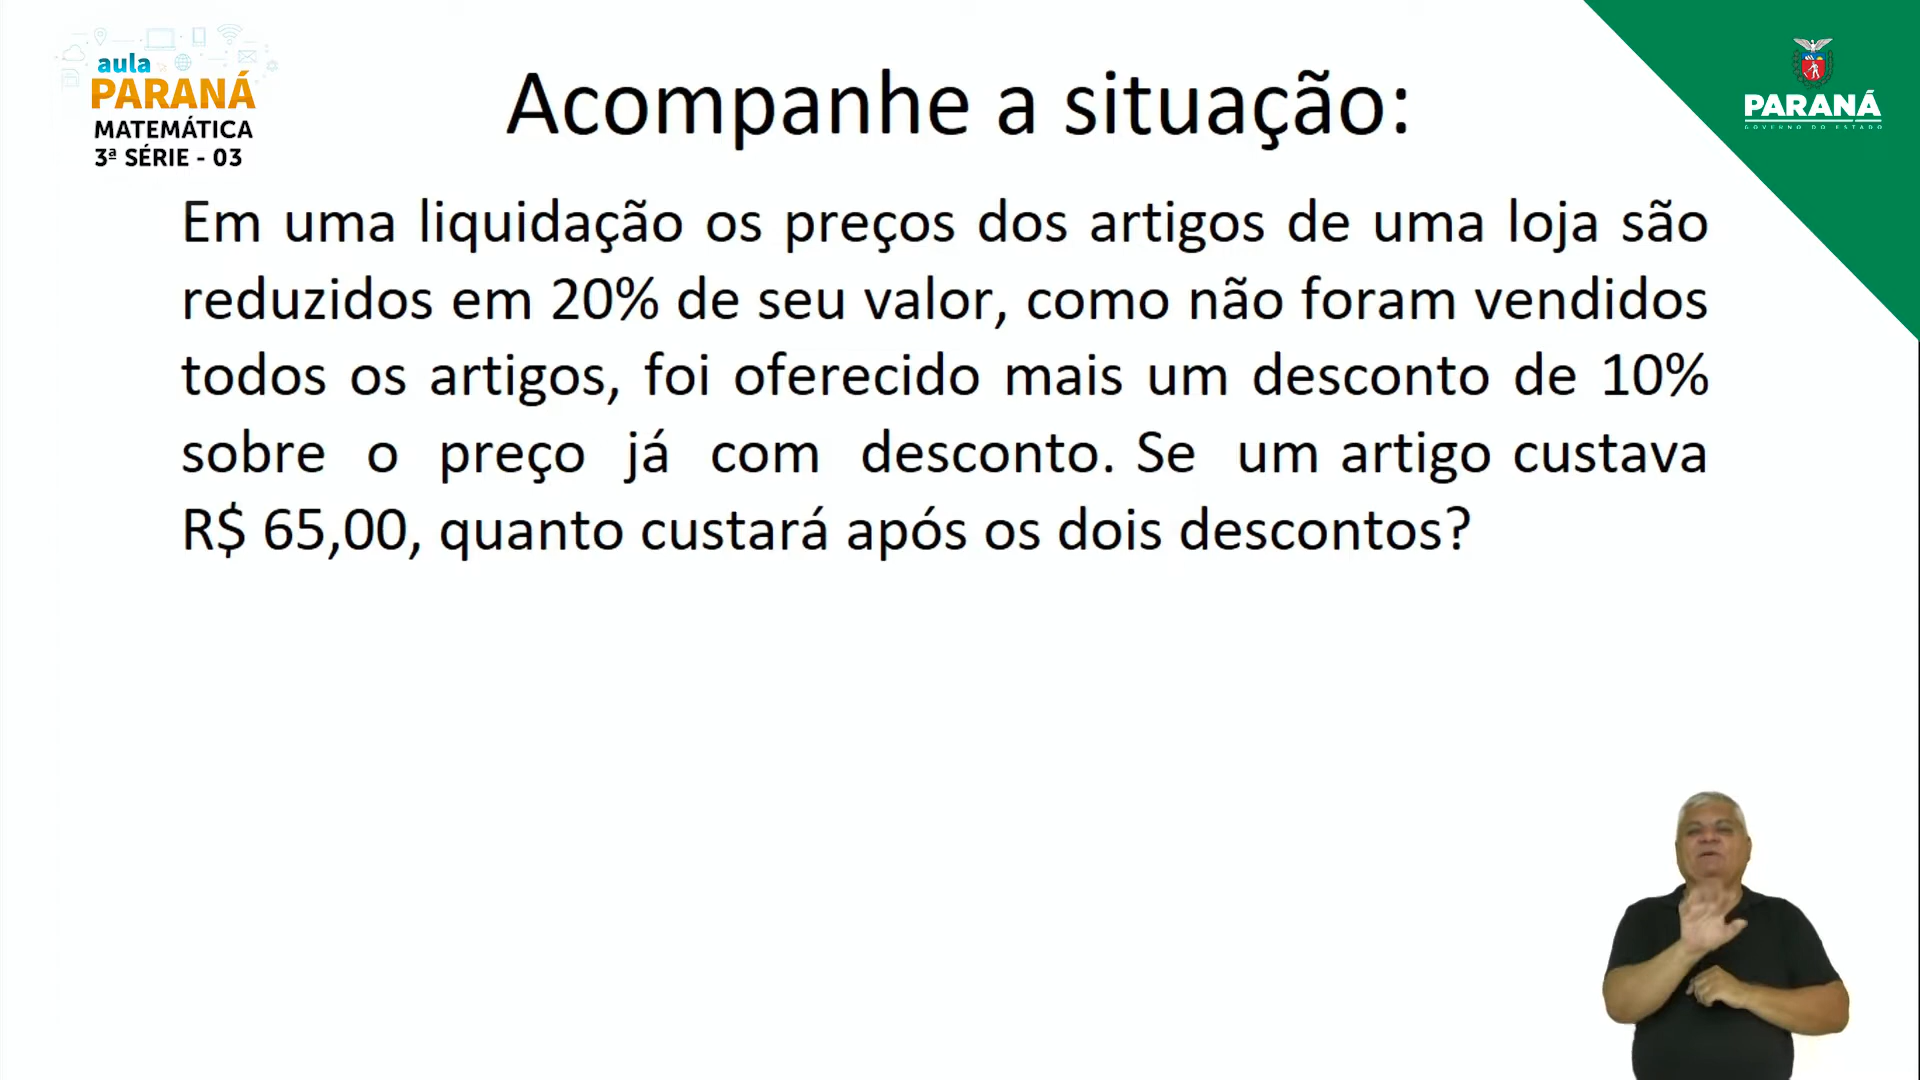 aula
PARANÁ
MATEMÁTICA
3ª SÉRIE - 03
Acompanhe a situação:
PARANÁ
GOVERNO DO ESTADO
Em uma liquidação os preços dos artigos de uma loja são
reduzidos em 20% de seu valor, como não foram vendidos
todos os artigos, foi oferecido mais um desconto de 10%
sobre o preço já com desconto. Se um artigo custava
R$ 65,00, quanto custará após os dois descontos?